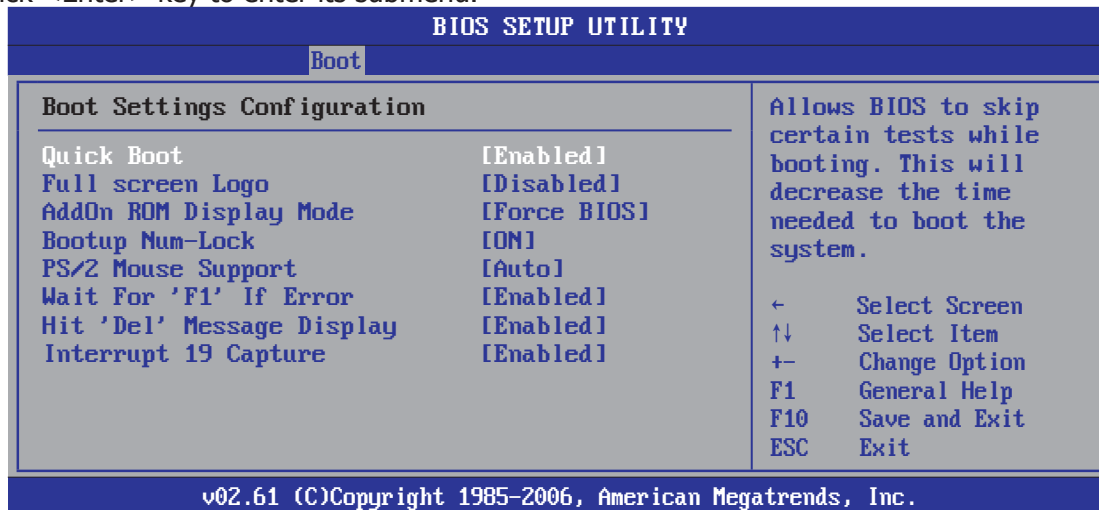 BIOS SETUP UTILITY
Boot
Boot Settings Configuration
Quick Boot [Enabled]
Full screen Logo [Disabled]
AddOn ROM Display Mode [Force BIOS]
Bootup Num-Lock [ON]
PS/2 Mouse Support [Auto]
Wait For 'F1' If Error [Enabled]
Hit 'Del' Message Display [Enabled]
Interrupt 19 Capture [Enabled]
Allows BIOS to skip
certain tests while
booting. This will
decrease the time
needed to boot the
system.
← Select Screen
↑↓ Select Item
+- Change Option
F1 General Help
F10 Save and Exit
ESC Exit
v02.61 (C)Copyright 1985-2006, American Megatrends, Inc.